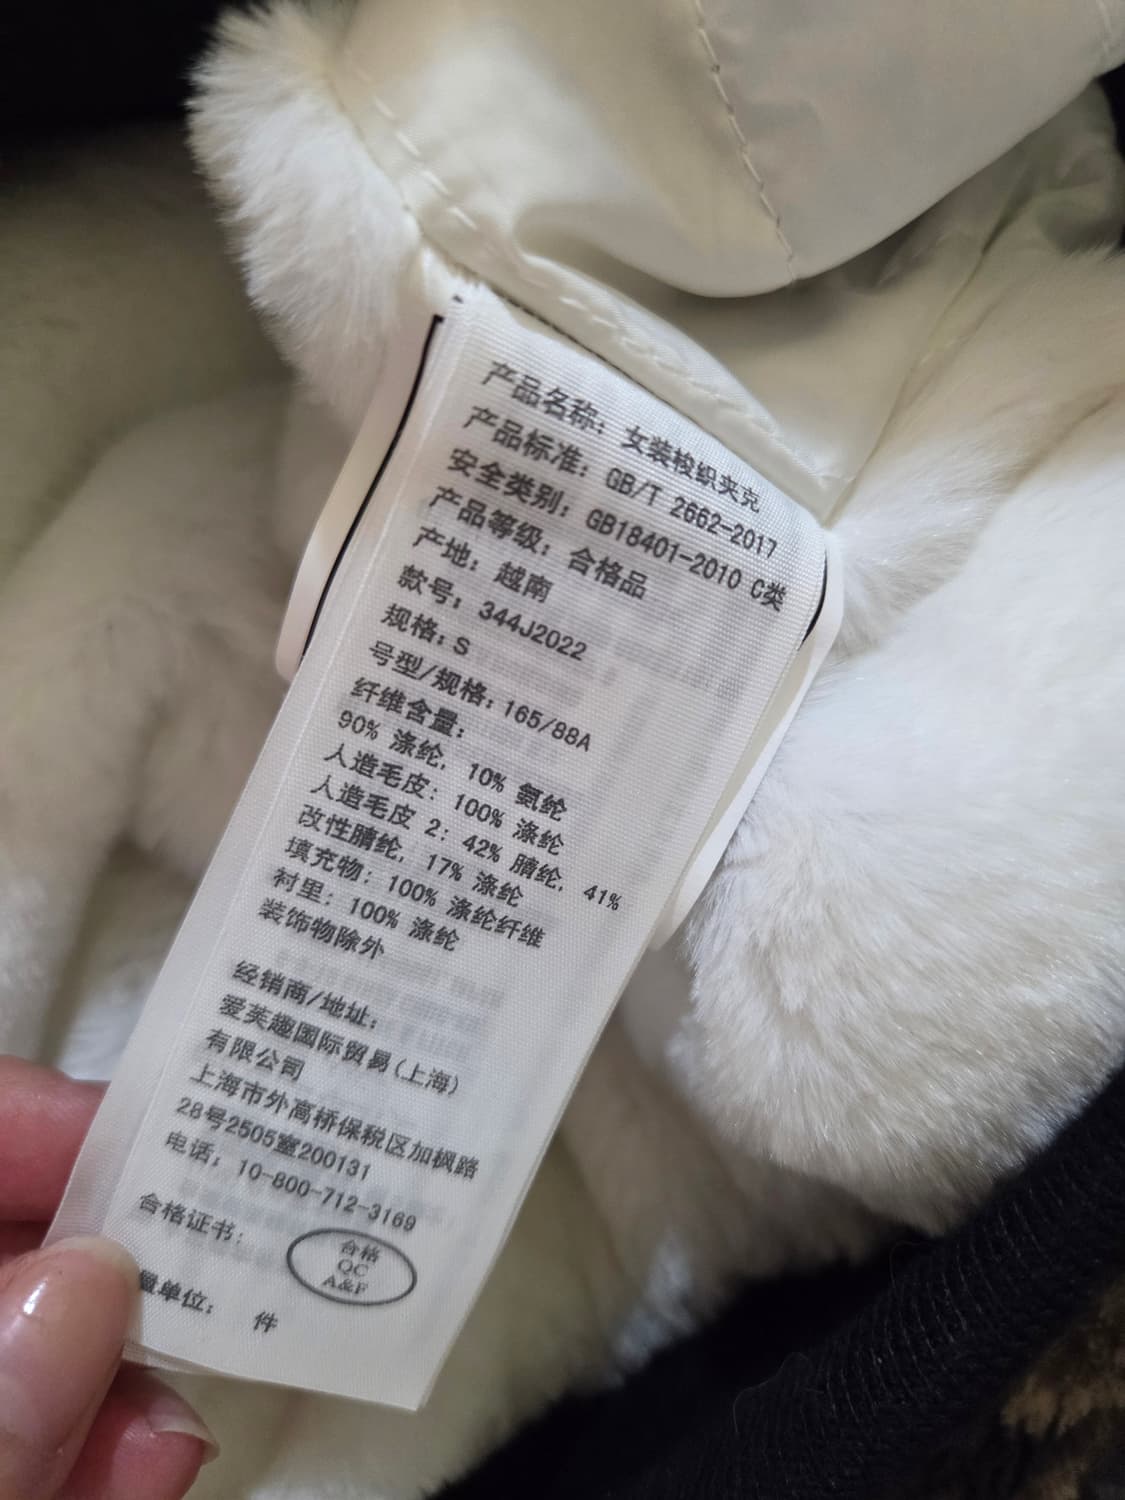 产品名称：女装梭织夹克
产品标准：GB/T 2662-2017
安全类别：GB18401-2010 C类
产品等级：合格品
产地：越南
款号：344J2022
规格：S
号型/规格：165/88A
纤维含量：
90% 涤纶，10% 氨纶
人造毛皮：100% 涤纶
人造毛皮 2：42% 腈纶，41%
改性腈纶，17% 涤纶
填充物：100% 涤纶纤维
衬里：100% 涤纶
装饰物除外
经销商/地址：
爱芙趣国际贸易(上海)
有限公司
上海市外高桥保税区加枫路
28号2505室200131
电话：10-800-712-3169
合格证书：
合格
QC
A&F
量单位： 件